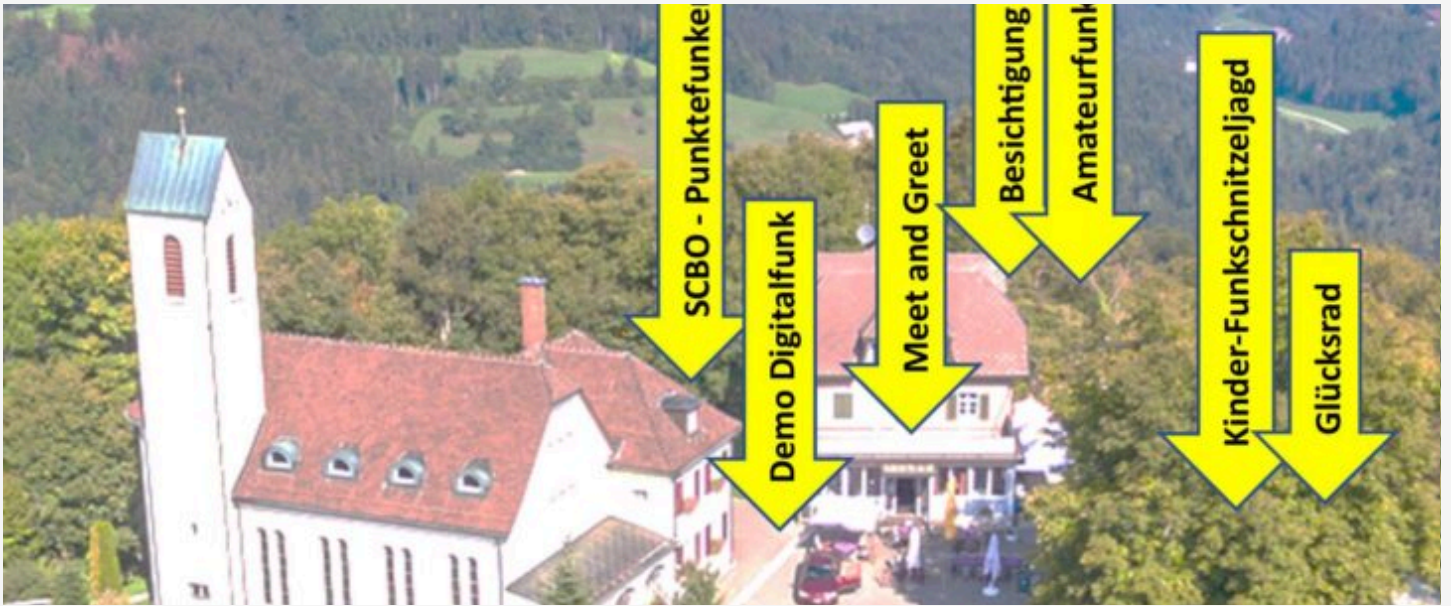 SCBO - Punktefunken
Demo Digitalfunk
Meet and Greet
Besichtigung
Amateurfunk
Kinder-Funkschnitzeljagd
Glücksrad